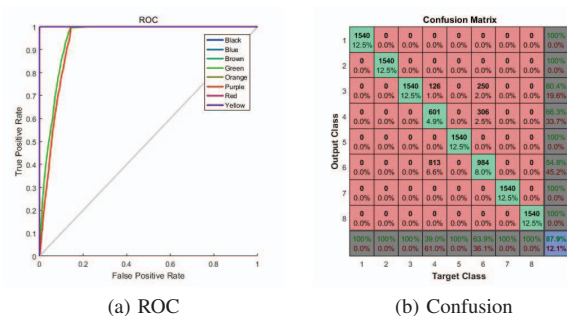 ROC
True Positive Rate
1
0.9
0.8
0.7
0.6
0.5
0.4
0.3
0.2
0.1
0
0 0.2 0.4 0.6 0.8 1
False Positive Rate
Black
Blue
Brown
Green
Orange
Purple
Red
Yellow
(a) ROC
Confusion Matrix
Output Class
1 1540 0 0 0 0 0 0 0 100%
12.5% 0.0% 0.0% 0.0% 0.0% 0.0% 0.0% 0.0% 0.0%
2 0 1540 0 0 0 0 0 0 100%
0.0% 12.5% 0.0% 0.0% 0.0% 0.0% 0.0% 0.0% 0.0%
3 0 0 1540 126 0 250 0 0 80.4%
0.0% 0.0% 12.5% 1.0% 0.0% 2.0% 0.0% 0.0% 19.6%
4 0 0 0 601 0 306 0 0 66.3%
0.0% 0.0% 0.0% 4.9% 0.0% 2.5% 0.0% 0.0% 33.7%
5 0 0 0 0 1540 0 0 0 100%
0.0% 0.0% 0.0% 0.0% 12.5% 0.0% 0.0% 0.0% 0.0%
6 0 0 0 813 0 984 0 0 54.8%
0.0% 0.0% 0.0% 6.6% 0.0% 8.0% 0.0% 0.0% 45.2%
7 0 0 0 0 0 0 1540 0 100%
0.0% 0.0% 0.0% 0.0% 0.0% 0.0% 12.5% 0.0% 0.0%
8 0 0 0 0 0 0 0 1540 100%
0.0% 0.0% 0.0% 0.0% 0.0% 0.0% 0.0% 12.5% 0.0%
100% 100% 100% 39.0% 100% 63.9% 100% 100% 87.9%
0.0% 0.0% 0.0% 61.0% 0.0% 36.1% 0.0% 0.0% 12.1%
1 2 3 4 5 6 7 8
Target Class
(b) Confusion